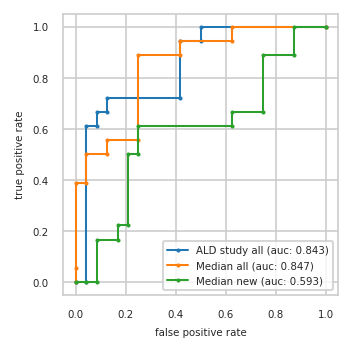 1.0
0.8
0.6
0.4
0.2
0.0
true positive rate
ALD study all (auc: 0.843)
Median all (auc: 0.847)
Median new (auc: 0.593)
0.0 0.2 0.4 0.6 0.8 1.0
false positive rate